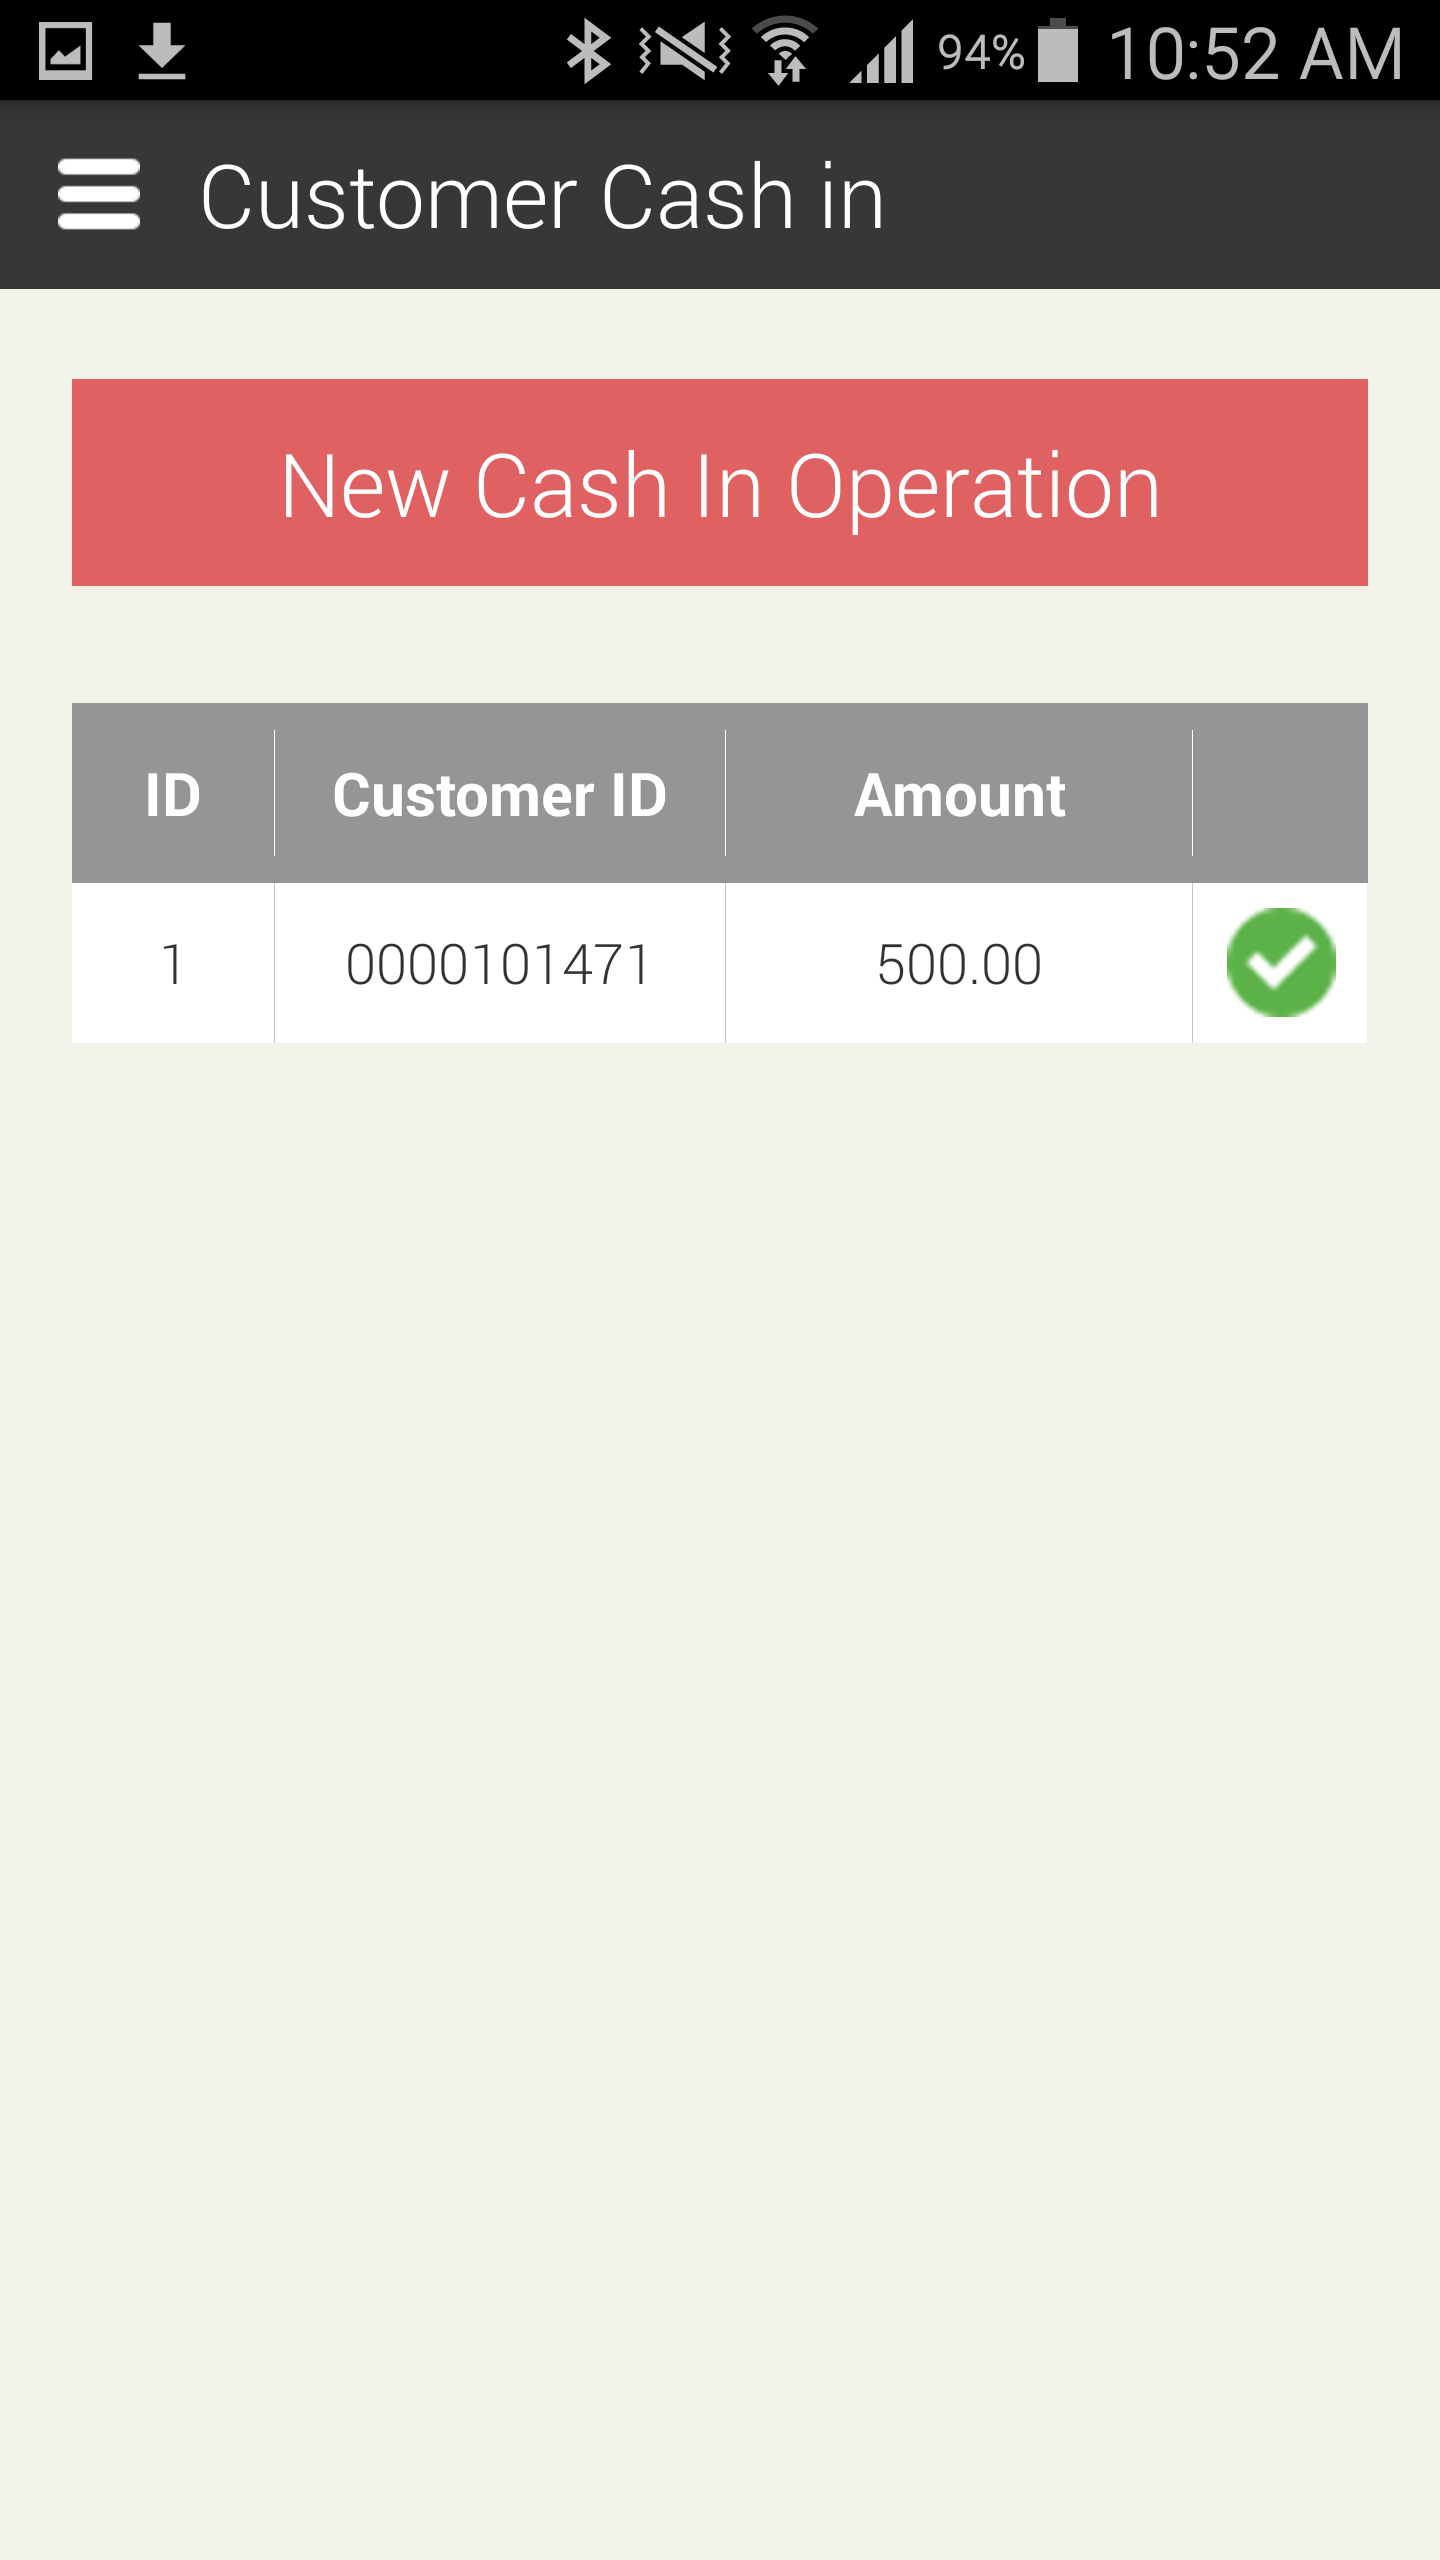 94% 10:52 AM
Customer Cash in
New Cash In Operation
ID Customer ID Amount
1 0000101471 500.00